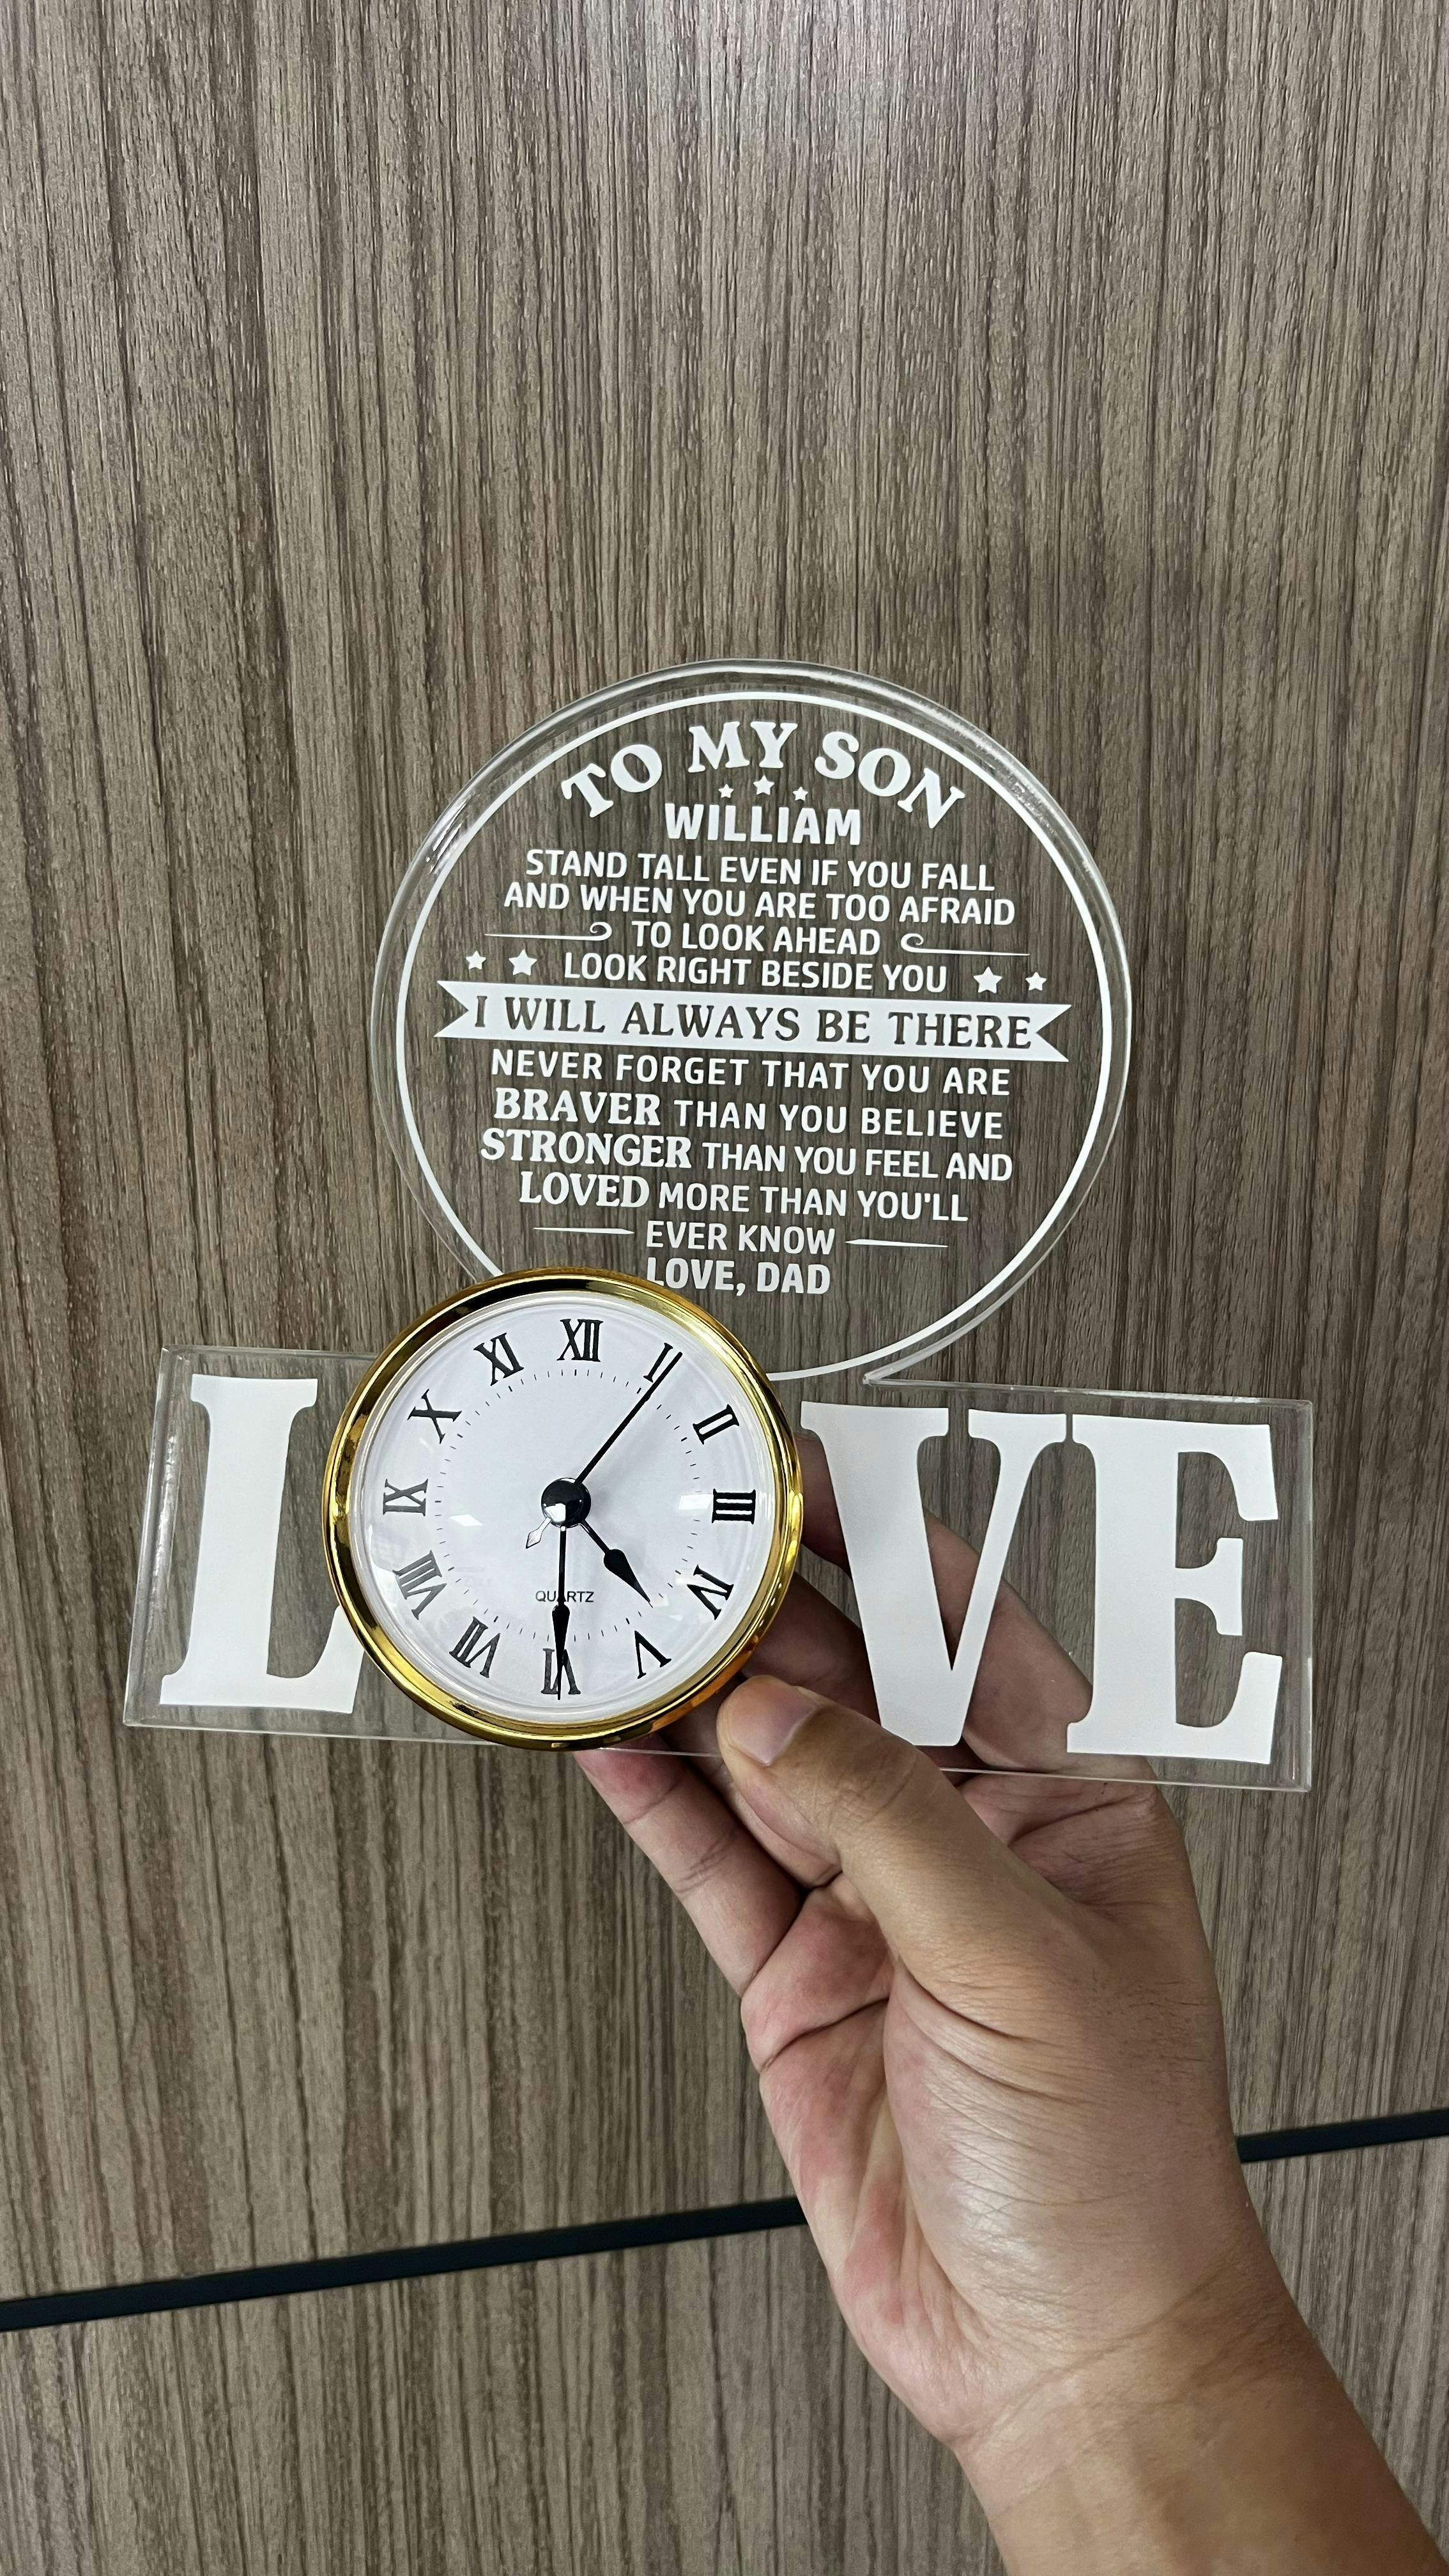 TO MY SON
WILLIAM
STAND TALL EVEN IF YOU FALL
AND WHEN YOU ARE TOO AFRAID
TO LOOK AHEAD
LOOK RIGHT BESIDE YOU
I WILL ALWAYS BE THERE
NEVER FORGET THAT YOU ARE
BRAVER THAN YOU BELIEVE
STRONGER THAN YOU FEEL AND
LOVED MORE THAN YOU'LL
EVER KNOW
LOVE, DAD
L VE
XII
I
II
III
IV
V
VI
VII
VIII
IX
X
XI
QUARTZ